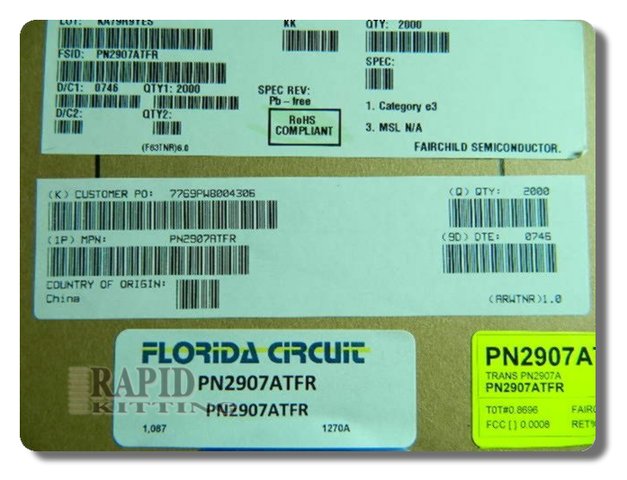 LOT: KA79R9YES KK QTY: 2000
FSID: PN2907ATFR
SPEC:
D/C1: 0746 QTY1: 2000 SPEC REV:
Pb-free
D/C2: QTY2:
RoHS
COMPLIANT
1. Category e3
3. MSL N/A
(F63TNR)6.0 FAIRCHILD SEMICONDUCTOR.
(K) CUSTOMER PO: 7769PW8004306 (Q) QTY: 2000
(1P) MPN: PN2907ATFR (9D) DTE: 0746
COUNTRY OF ORIGIN:
China (ARWTNR)1.0
FLORIDA CIRCUIT
PN2907ATFR
PN2907ATFR
1,087 1270A
RAPID
KITTING
PN2907AT
TRANS PN2907A
PN2907ATFR
TOT#0.8696 FAIRC
FCC [ ] 0.0008 RET%